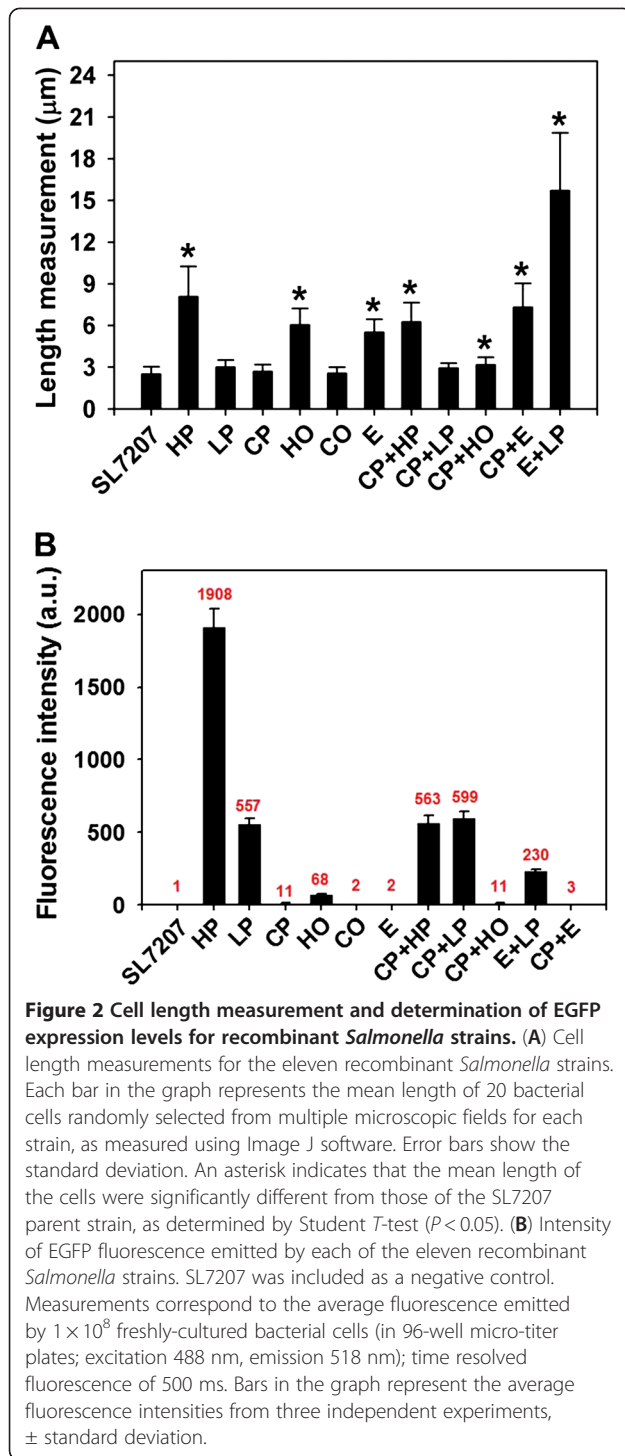 A
Length measurement (μm)
24
21
18
15
12
9
6
3
0
* * * * * * *
SL7207 HP LP CP HO CO E CP+HP CP+LP CP+HO CP+E E+LP
B
Fluorescence intensity (a.u.)
2000
1500
1000
500
0
1 1908 557 11 68 2 2 563 599 11 230 3
SL7207 HP LP CP HO CO E CP+HP CP+LP CP+HO E+LP CP+E
Figure 2 Cell length measurement and determination of EGFP
expression levels for recombinant Salmonella strains. (A) Cell
length measurements for the eleven recombinant Salmonella strains.
Each bar in the graph represents the mean length of 20 bacterial
cells randomly selected from multiple microscopic fields for each
strain, as measured using Image J software. Error bars show the
standard deviation. An asterisk indicates that the mean length of
the cells were significantly different from those of the SL7207
parent strain, as determined by Student T-test (P < 0.05). (B) Intensity
of EGFP fluorescence emitted by each of the eleven recombinant
Salmonella strains. SL7207 was included as a negative control.
Measurements correspond to the average fluorescence emitted
by 1 × 10⁸ freshly-cultured bacterial cells (in 96-well micro-titer
plates; excitation 488 nm, emission 518 nm); time resolved
fluorescence of 500 ms. Bars in the graph represent the average
fluorescence intensities from three independent experiments,
± standard deviation.